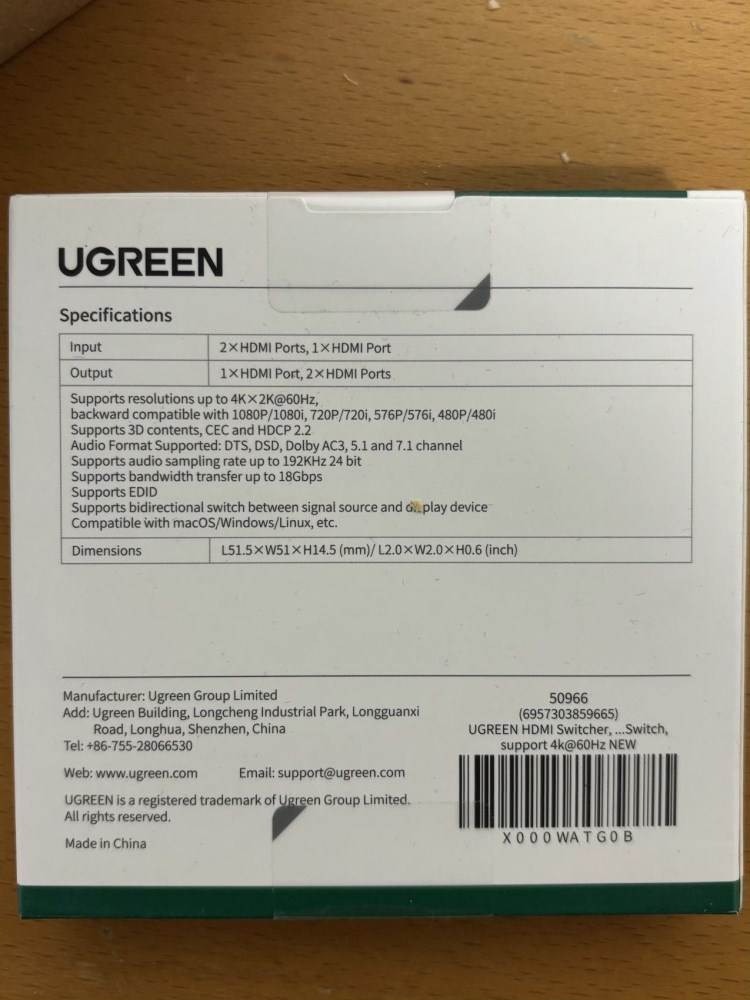 UGREEN
Specifications
Input 2×HDMI Ports, 1×HDMI Port
Output 1×HDMI Port, 2×HDMI Ports
Supports resolutions up to 4K×2K@60Hz,
backward compatible with 1080P/1080i, 720P/720i, 576P/576i, 480P/480i
Supports 3D contents, CEC and HDCP 2.2
Audio Format Supported: DTS, DSD, Dolby AC3, 5.1 and 7.1 channel
Supports audio sampling rate up to 192KHz 24 bit
Supports bandwidth transfer up to 18Gbps
Supports EDID
Supports bidirectional switch between signal source and display device
Compatible with macOS/Windows/Linux, etc.
Dimensions L51.5×W51×H14.5 (mm)/ L2.0×W2.0×H0.6 (inch)
Manufacturer: Ugreen Group Limited
Add: Ugreen Building, Longcheng Industrial Park, Longguanxi
Road, Longhua, Shenzhen, China
Tel: +86-755-28066530
Web: www.ugreen.com Email: support@ugreen.com
UGREEN is a registered trademark of Ugreen Group Limited.
All rights reserved.
Made in China
50966
(6957303859665)
UGREEN HDMI Switcher, ...Switch,
support 4k@60Hz NEW
X000WATG0B